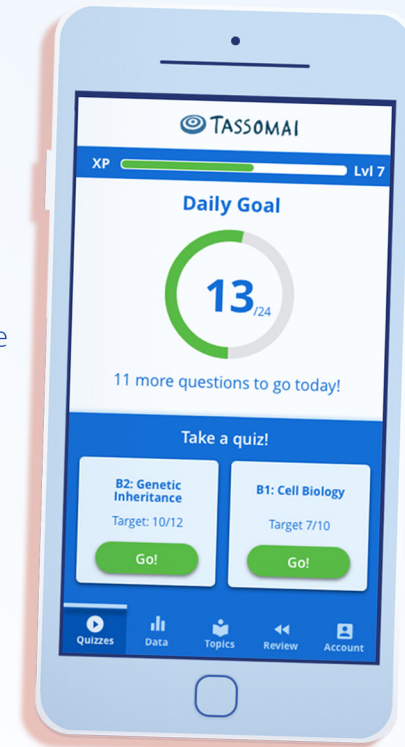 TASSOMAI
XP Lvl 7
Daily Goal
13/24
11 more questions to go today!
Take a quiz!
B2: Genetic
Inheritance
Target: 10/12
Go!
B1: Cell Biology
Target 7/10
Go!
Quizzes Data Topics Review Account